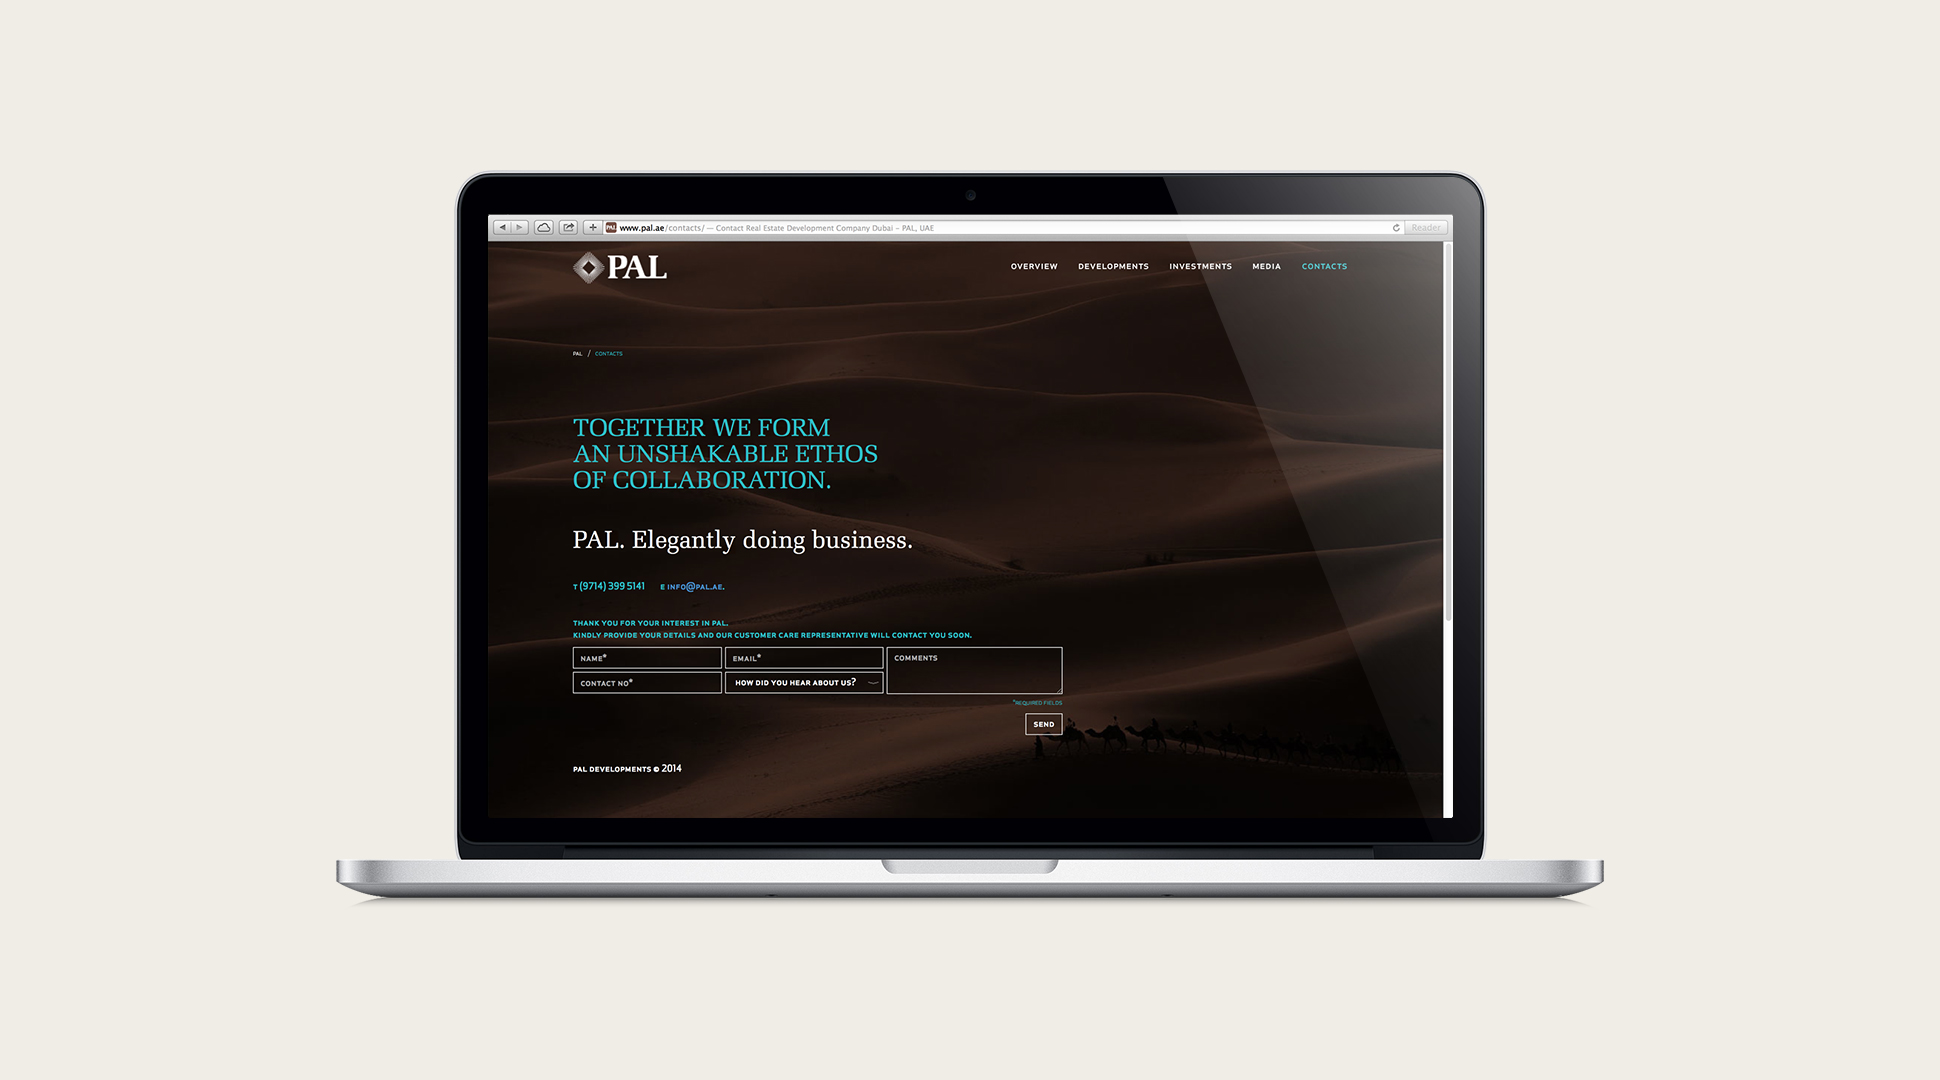 www.pal.ae/contacts/ — Contact Real Estate Development Company Dubai – PAL, UAE
Reader
PAL
OVERVIEW DEVELOPMENTS INVESTMENTS MEDIA CONTACTS
PAL / CONTACTS
TOGETHER WE FORM
AN UNSHAKABLE ETHOS
OF COLLABORATION.
PAL. Elegantly doing business.
T (9714) 399 5141 E INFO@PAL.AE.
THANK YOU FOR YOUR INTEREST IN PAL.
KINDLY PROVIDE YOUR DETAILS AND OUR CUSTOMER CARE REPRESENTATIVE WILL CONTACT YOU SOON.
NAME* EMAIL* COMMENTS
CONTACT NO* HOW DID YOU HEAR ABOUT US?
*REQUIRED FIELDS
SEND
PAL DEVELOPMENTS © 2014